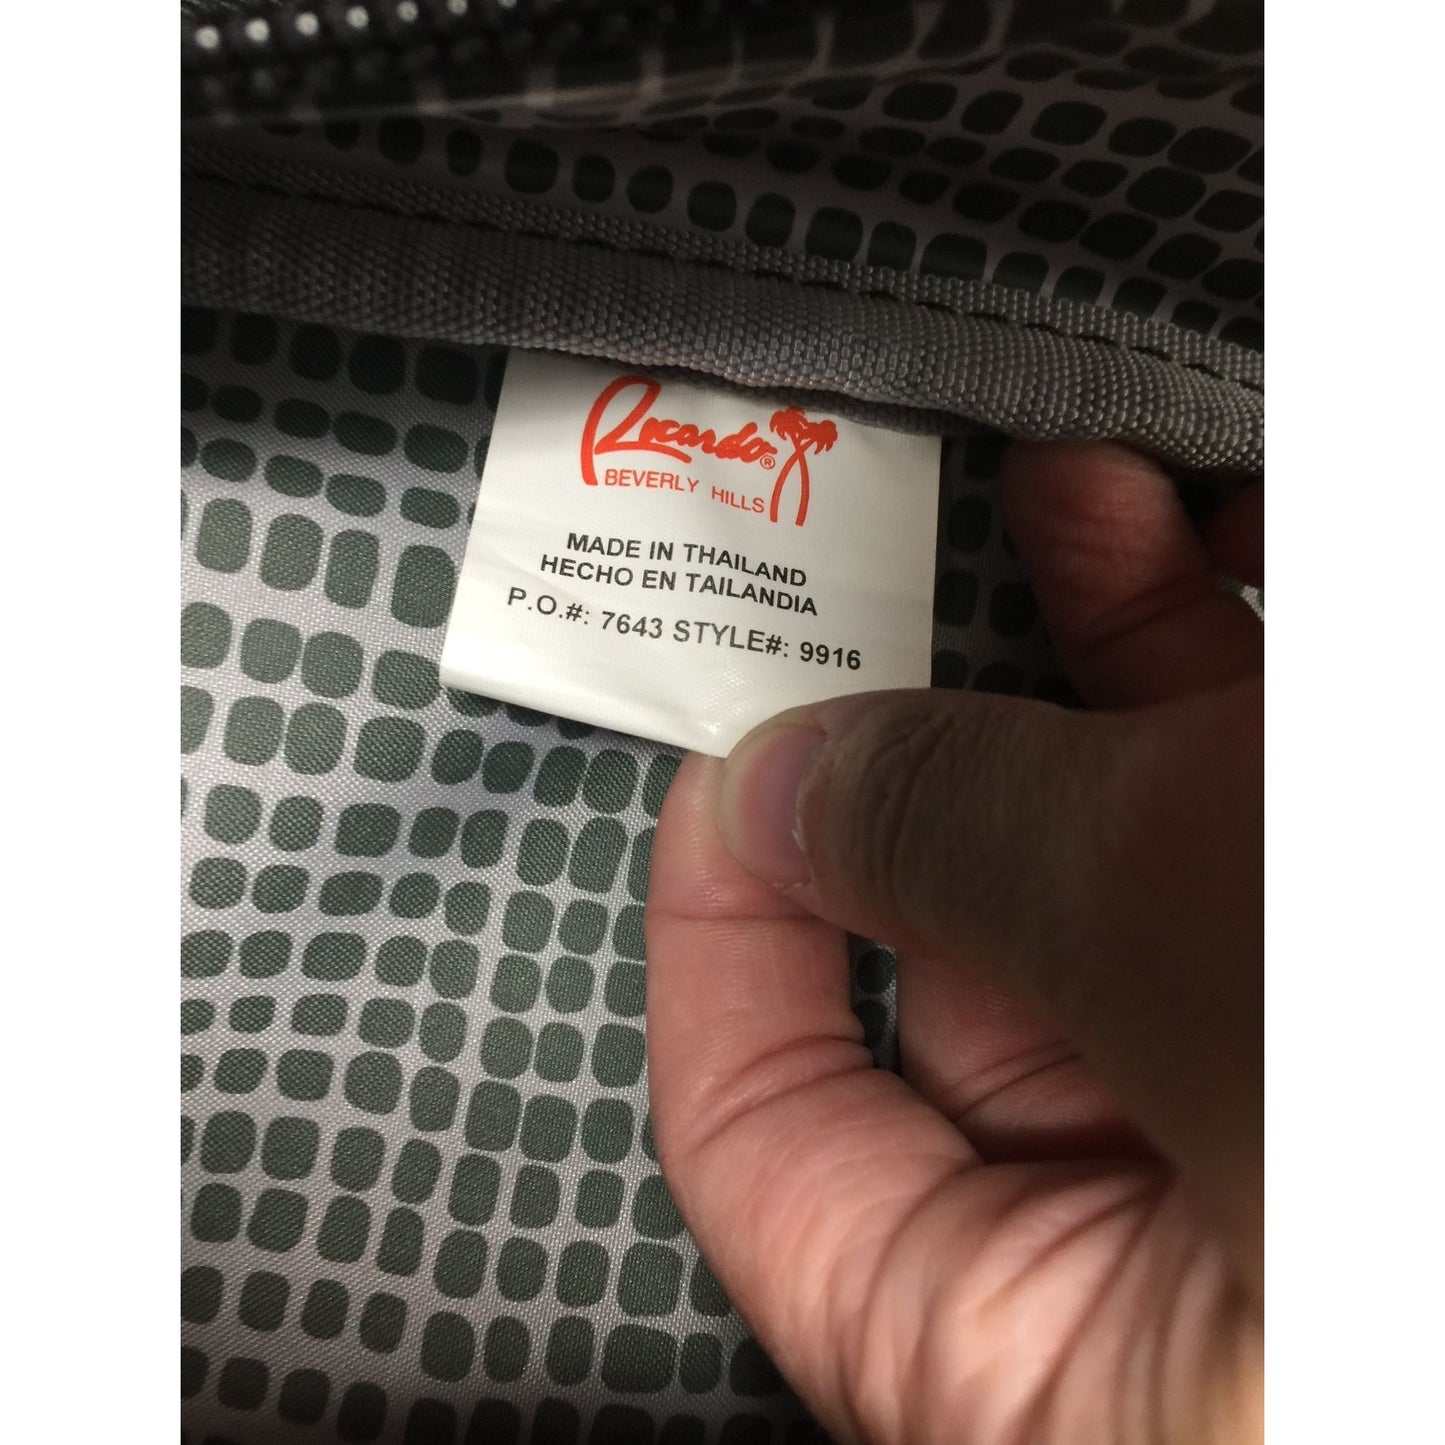 Ricardo®
BEVERLY HILLS
MADE IN THAILAND
HECHO EN TAILANDIA
P.O.#: 7643 STYLE#: 9916